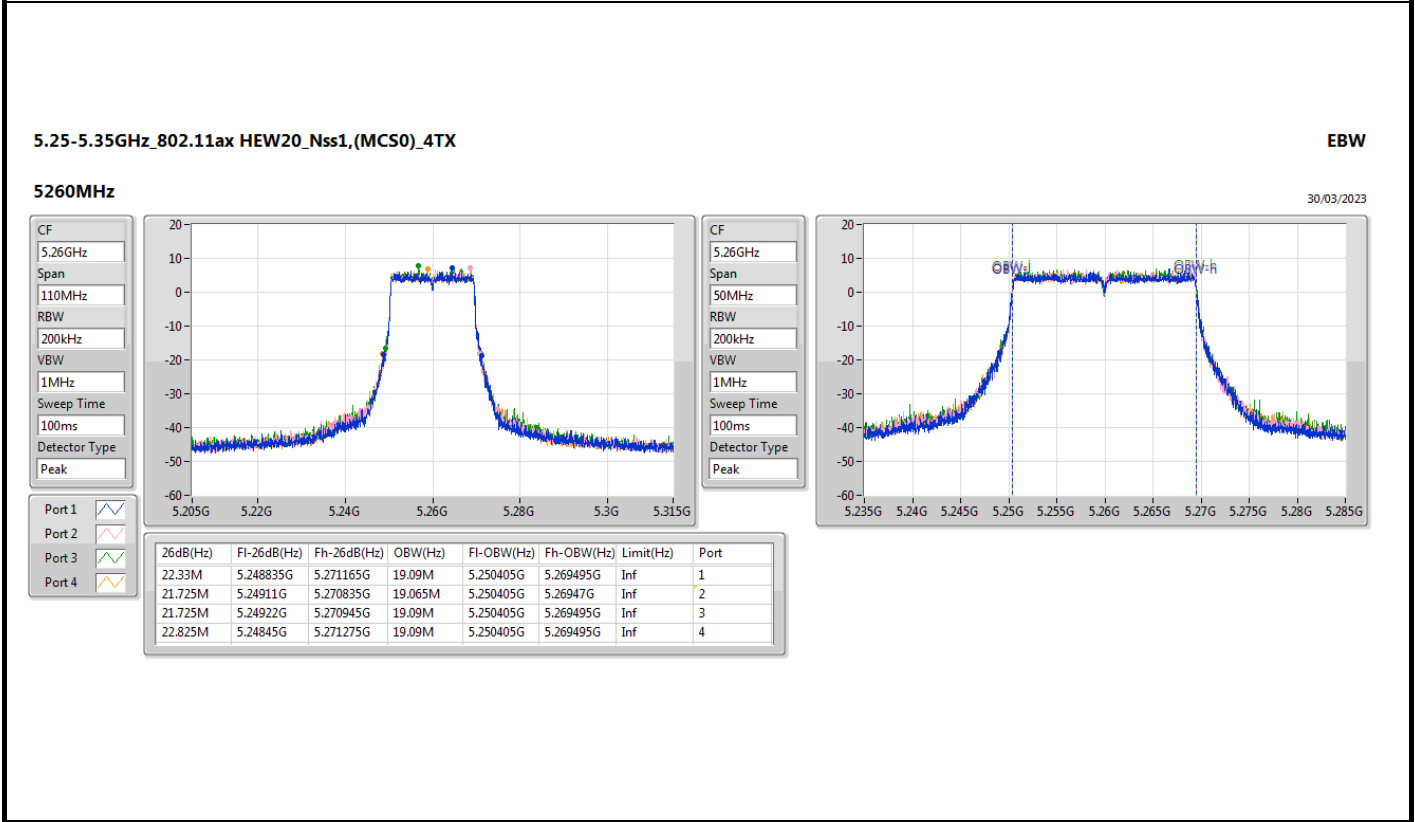 5.25-5.35GHz_802.11ax HEW20_Nss1,(MCS0)_4TX
EBW
5260MHz
30/03/2023
CF
5.26GHz
Span
110MHz
RBW
200kHz
VBW
1MHz
Sweep Time
100ms
Detector Type
Peak
20
10
0
-10
-20
-30
-40
-50
-60
5.205G 5.22G 5.24G 5.26G 5.28G 5.3G 5.315G
CF
5.26GHz
Span
50MHz
RBW
200kHz
VBW
1MHz
Sweep Time
100ms
Detector Type
Peak
20
10
0
-10
-20
-30
-40
-50
-60
OBW-l OBW-h
5.235G 5.24G 5.245G 5.25G 5.255G 5.26G 5.265G 5.27G 5.275G 5.28G 5.285G
Port 1
Port 2
Port 3
Port 4
26dB(Hz) Fl-26dB(Hz) Fh-26dB(Hz) OBW(Hz) Fl-OBW(Hz) Fh-OBW(Hz) Limit(Hz) Port
22.33M 5.248835G 5.271165G 19.09M 5.250405G 5.269495G Inf 1
21.725M 5.24911G 5.270835G 19.065M 5.250405G 5.26947G Inf 2
21.725M 5.24922G 5.270945G 19.09M 5.250405G 5.269495G Inf 3
22.825M 5.24845G 5.271275G 19.09M 5.250405G 5.269495G Inf 4